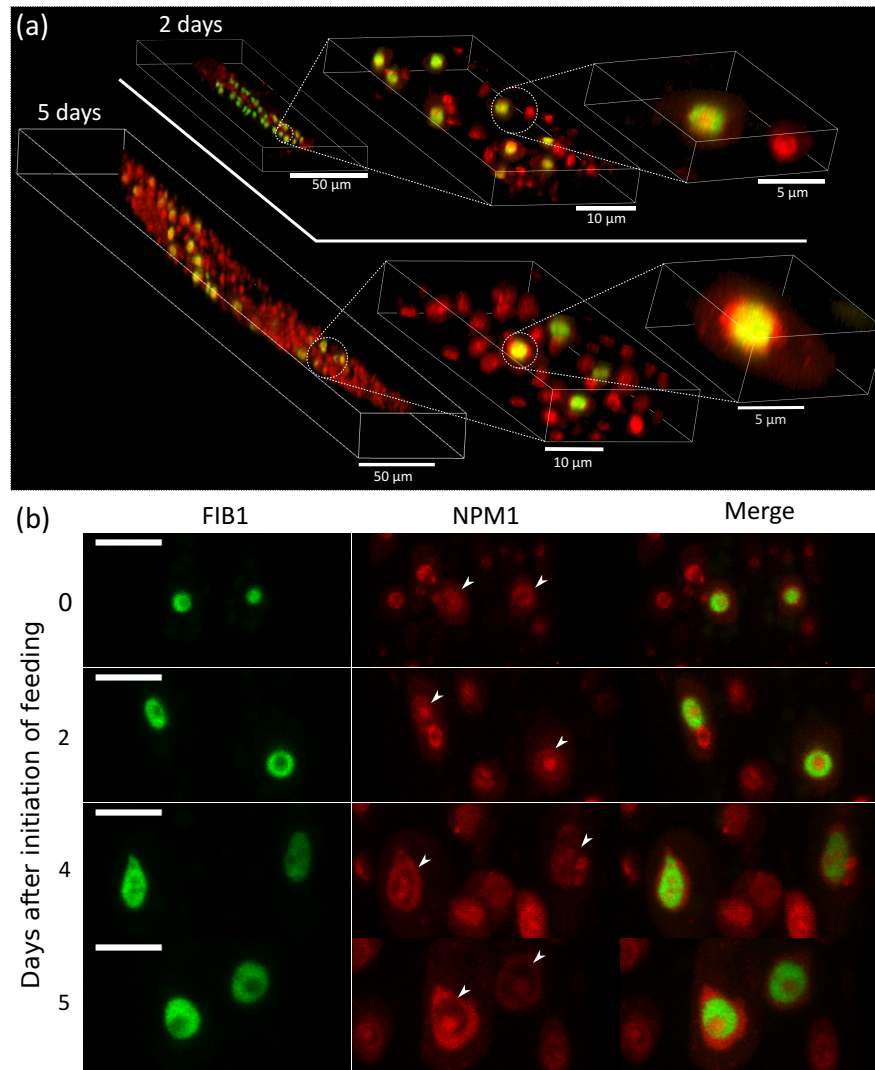 (a)
2 days
5 days
50 µm
10 µm
5 µm
50 µm
10 µm
5 µm
(b)
FIB1
NPM1
Merge
Days after initiation of feeding
0
2
4
5